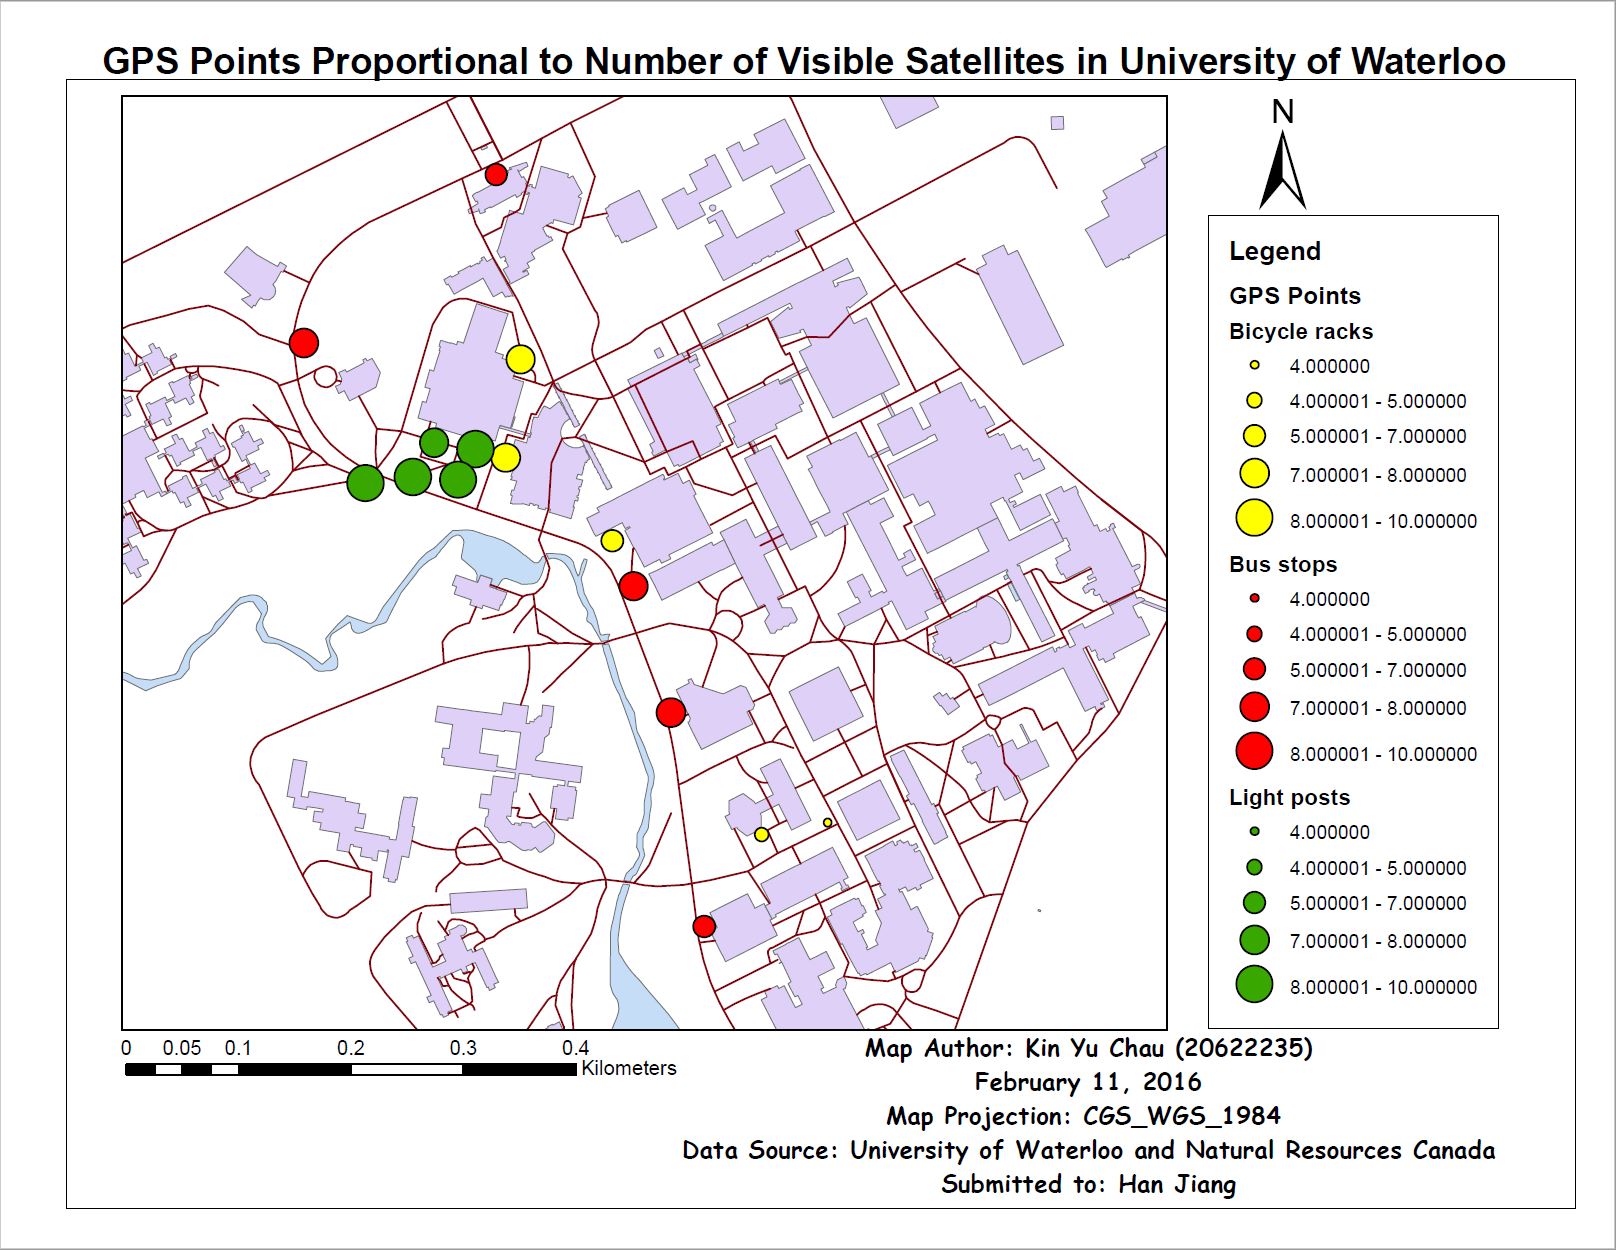 GPS Points Proportional to Number of Visible Satellites in University of Waterloo
N
Legend
GPS Points
Bicycle racks
4.000000
4.000001 - 5.000000
5.000001 - 7.000000
7.000001 - 8.000000
8.000001 - 10.000000
Bus stops
4.000000
4.000001 - 5.000000
5.000001 - 7.000000
7.000001 - 8.000000
8.000001 - 10.000000
Light posts
4.000000
4.000001 - 5.000000
5.000001 - 7.000000
7.000001 - 8.000000
8.000001 - 10.000000
0 0.05 0.1 0.2 0.3 0.4
Kilometers
Map Author: Kin Yu Chau (20622235)
February 11, 2016
Map Projection: CGS_WGS_1984
Data Source: University of Waterloo and Natural Resources Canada
Submitted to: Han Jiang